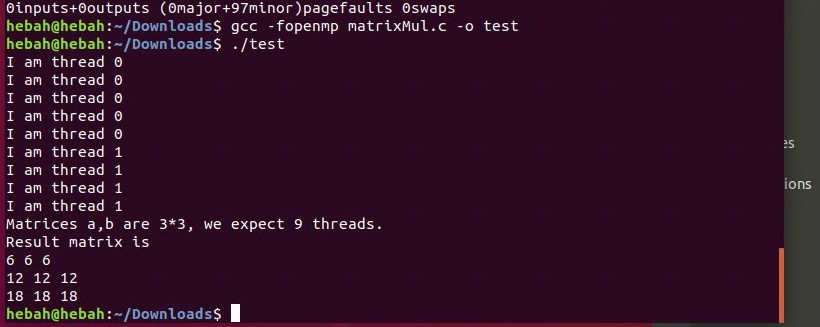 0inputs+0outputs (0major+97minor)pagefaults 0swaps
hebah@hebah:~/Downloads$ gcc -fopenmp matrixMul.c -o test
hebah@hebah:~/Downloads$ ./test
I am thread 0
I am thread 0
I am thread 0
I am thread 0
I am thread 0
I am thread 1
I am thread 1
I am thread 1
I am thread 1
Matrices a,b are 3*3, we expect 9 threads.
Result matrix is
6 6 6
12 12 12
18 18 18
hebah@hebah:~/Downloads$